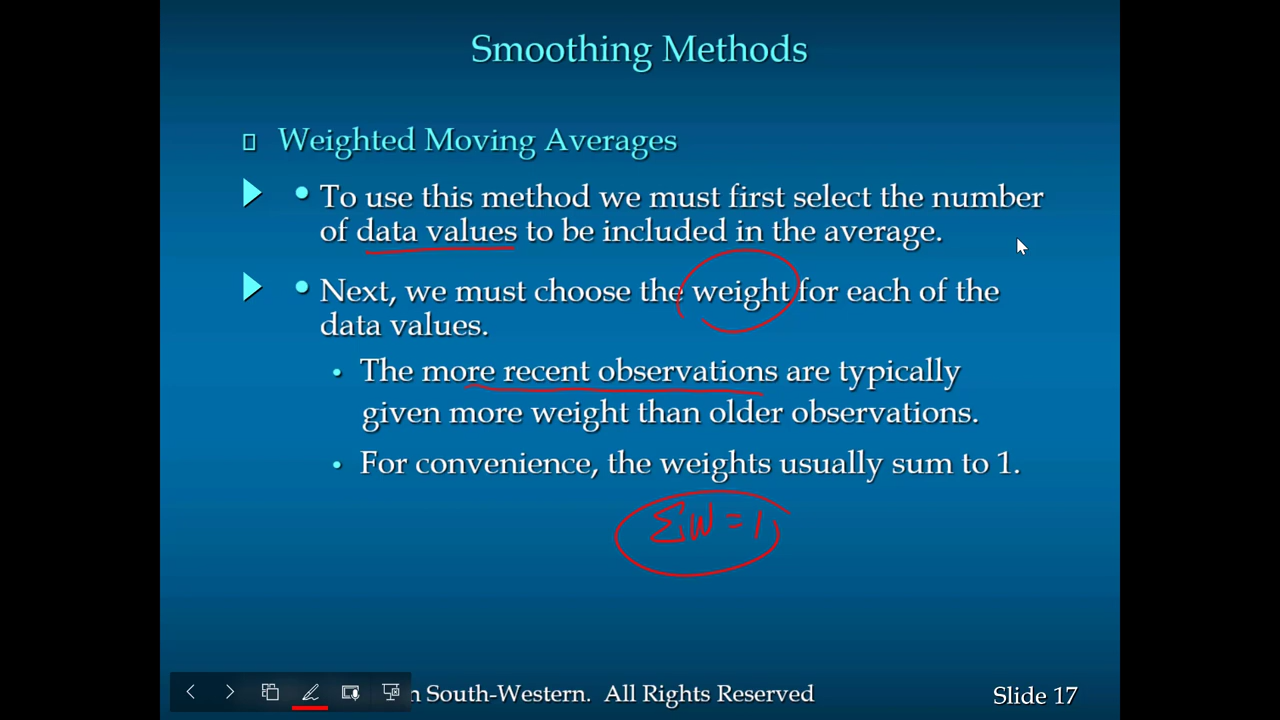 Smoothing Methods
Weighted Moving Averages
• To use this method we must first select the number
of data values to be included in the average.
• Next, we must choose the weight for each of the
data values.
• The more recent observations are typically
given more weight than older observations.
• For convenience, the weights usually sum to 1.
ΣW = 1
South-Western. All Rights Reserved
Slide 17